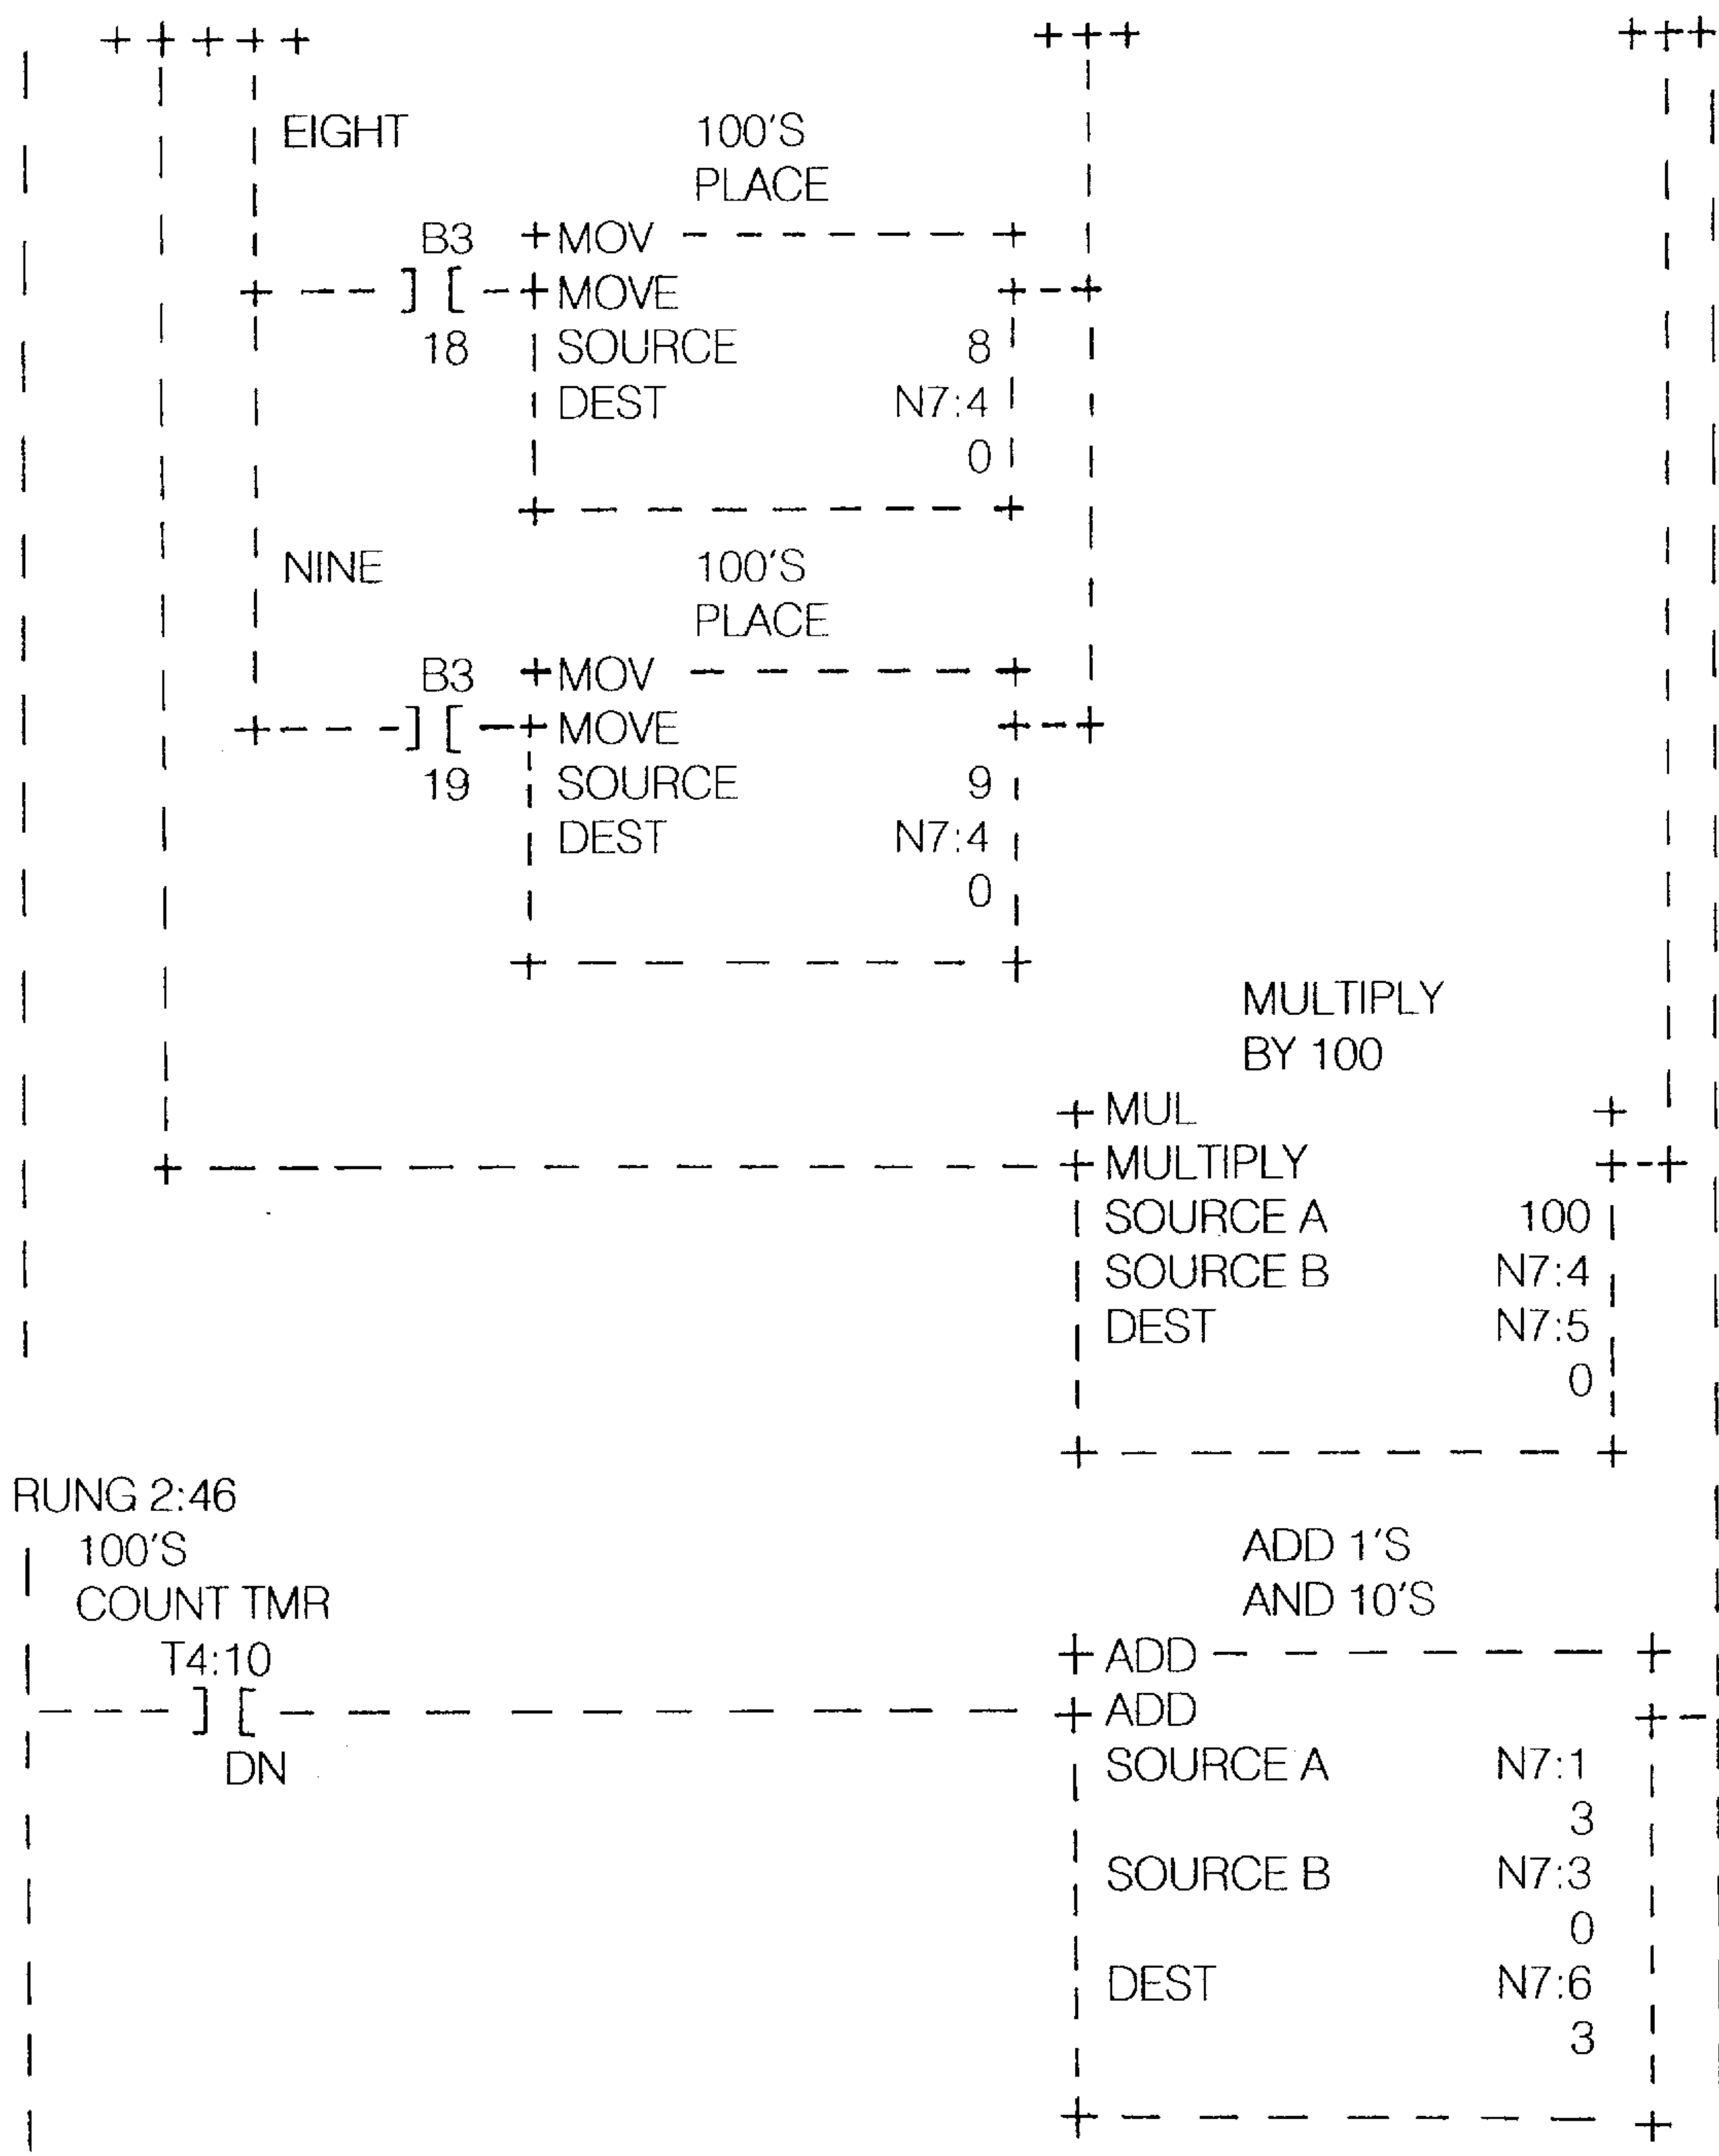 EIGHT 100'S
PLACE
B3 +MOV - - - - - - - +
+ - - - ] [ - + MOVE + - - +
18 SOURCE 8
DEST N7:4
0
NINE 100'S
PLACE
B3 +MOV - - - - - - +
+ - - - - ] [ - + MOVE + - - +
19 SOURCE 9
DEST N7:4
0
MULTIPLY
BY 100
+ MUL +
+ MULTIPLY + - - +
SOURCE A 100
SOURCE B N7:4
DEST N7:5
0
RUNG 2:46
100'S ADD 1'S
COUNT TMR AND 10'S
T4:10 + ADD - - - - - - - +
- - - - ] [ - - - - - - - - - - - + ADD + - -
DN SOURCE A N7:1
3
SOURCE B N7:3
0
DEST N7:6
3